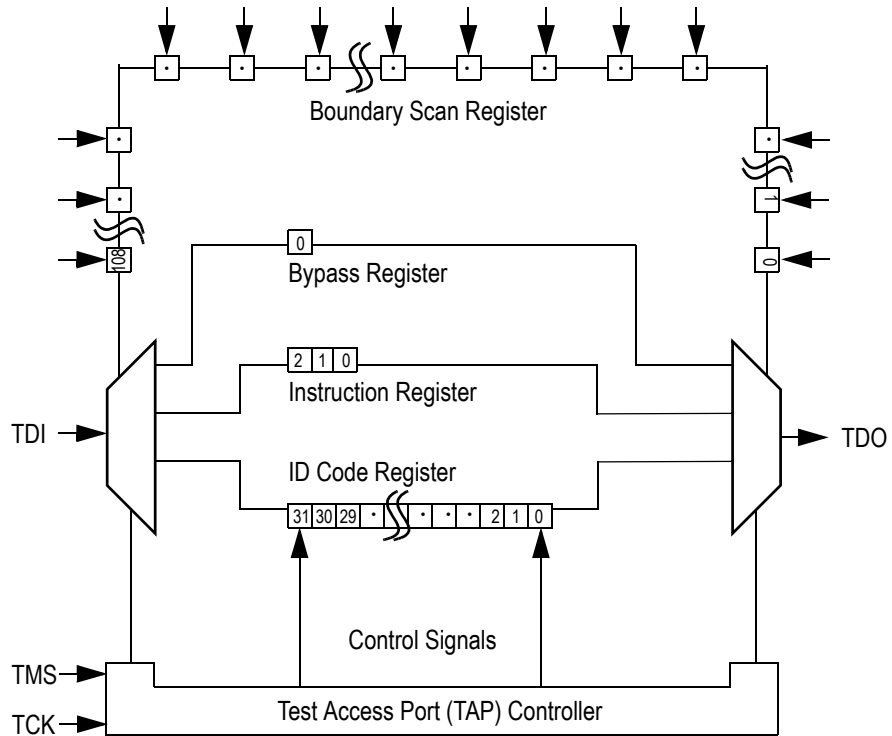 Boundary Scan Register
108
1
0
0
Bypass Register
2 1 0
Instruction Register
TDI
TDO
ID Code Register
31 30 29 · · · · 2 1 0
Control Signals
TMS
Test Access Port (TAP) Controller
TCK